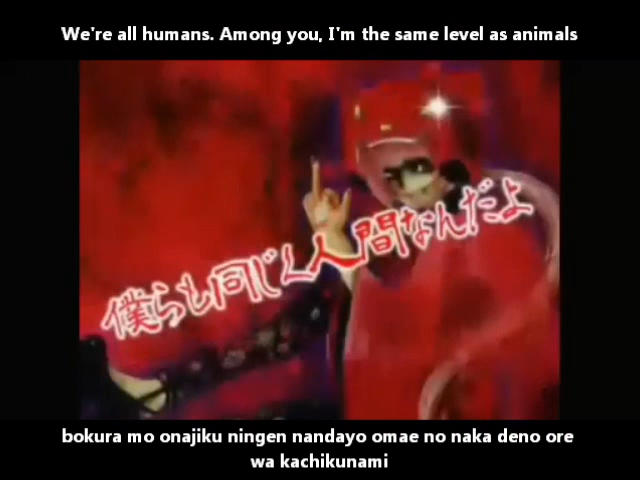 We're all humans. Among you, I'm the same level as animals
僕らも同じく人間なんだよ
bokura mo onajiku ningen nandayo omae no naka deno ore
wa kachikunami